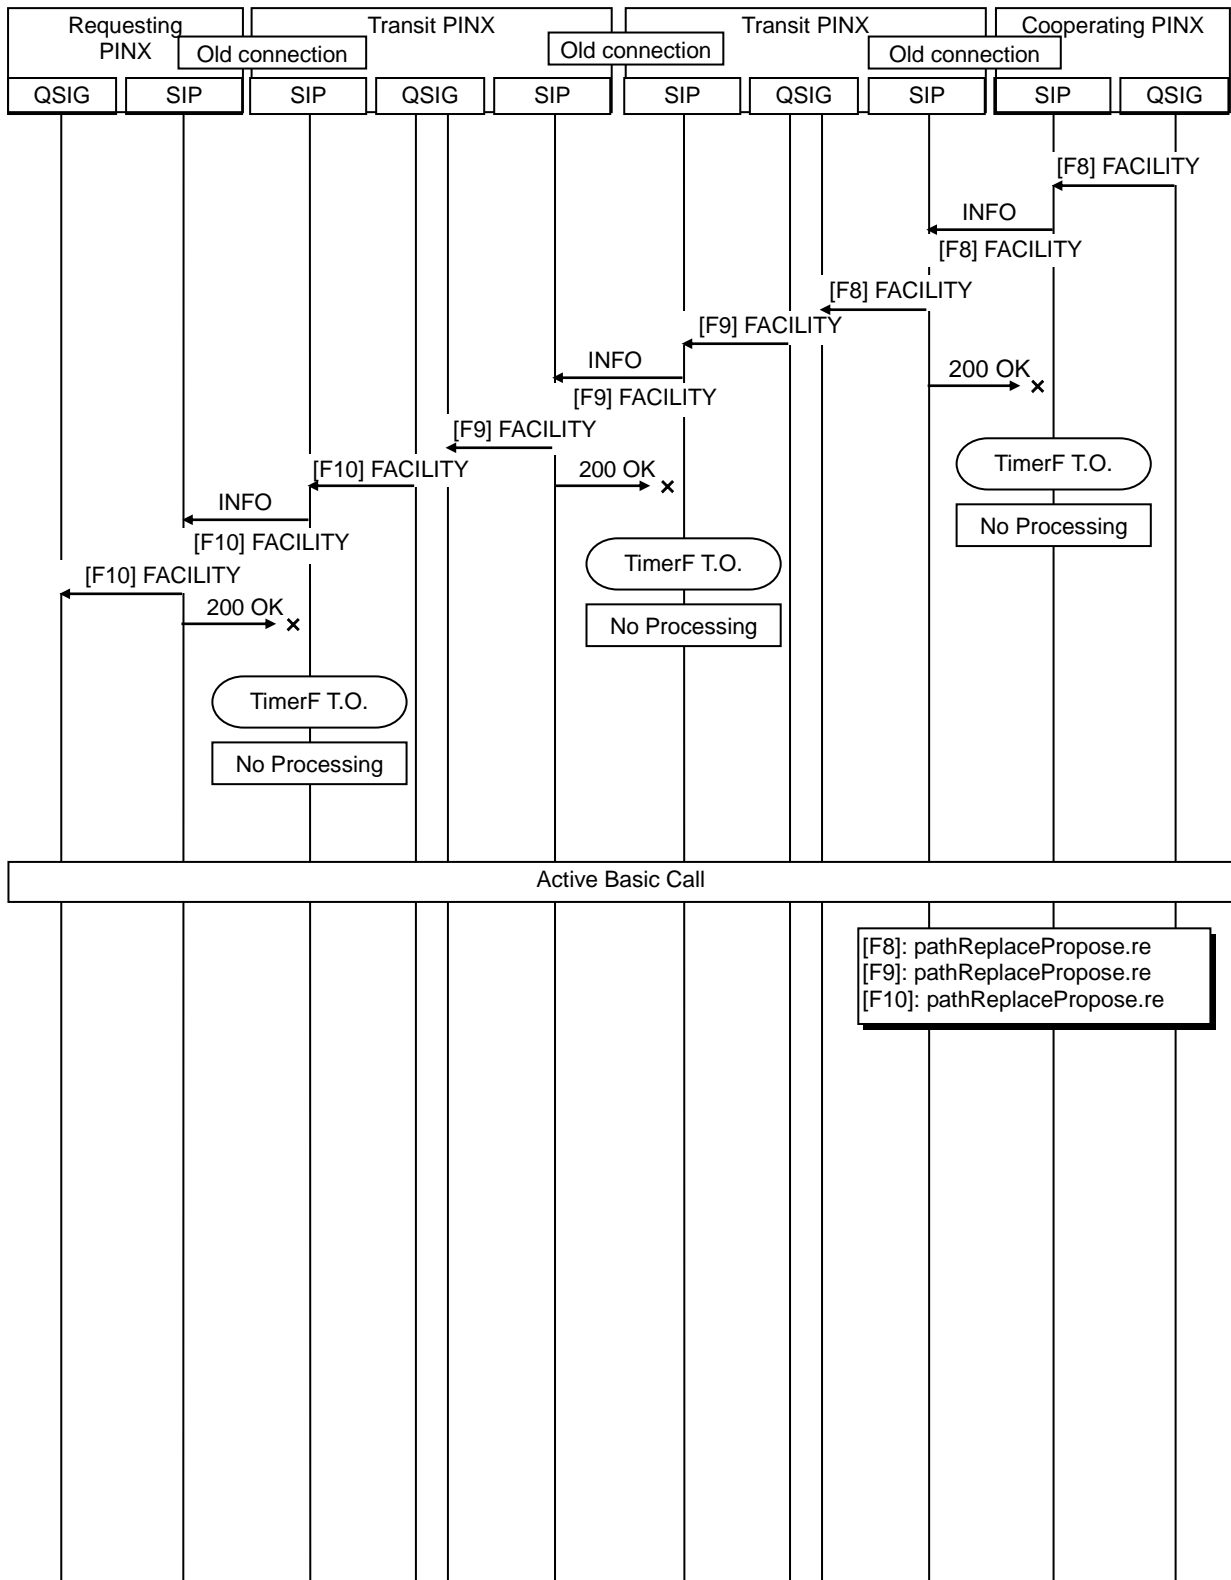 Requesting
PINX
Transit PINX
Transit PINX
Cooperating PINX
Old connection
Old connection
Old connection
QSIG
SIP
SIP
QSIG
SIP
SIP
QSIG
SIP
SIP
QSIG
[F8] FACILITY
INFO
[F8] FACILITY
[F8] FACILITY
[F9] FACILITY
INFO
200 OK
[F9] FACILITY
[F9] FACILITY
[F10] FACILITY
200 OK
TimerF T.O.
INFO
No Processing
[F10] FACILITY
TimerF T.O.
[F10] FACILITY
200 OK
No Processing
TimerF T.O.
No Processing
Active Basic Call
[F8]: pathReplacePropose.re
[F9]: pathReplacePropose.re
[F10]: pathReplacePropose.re